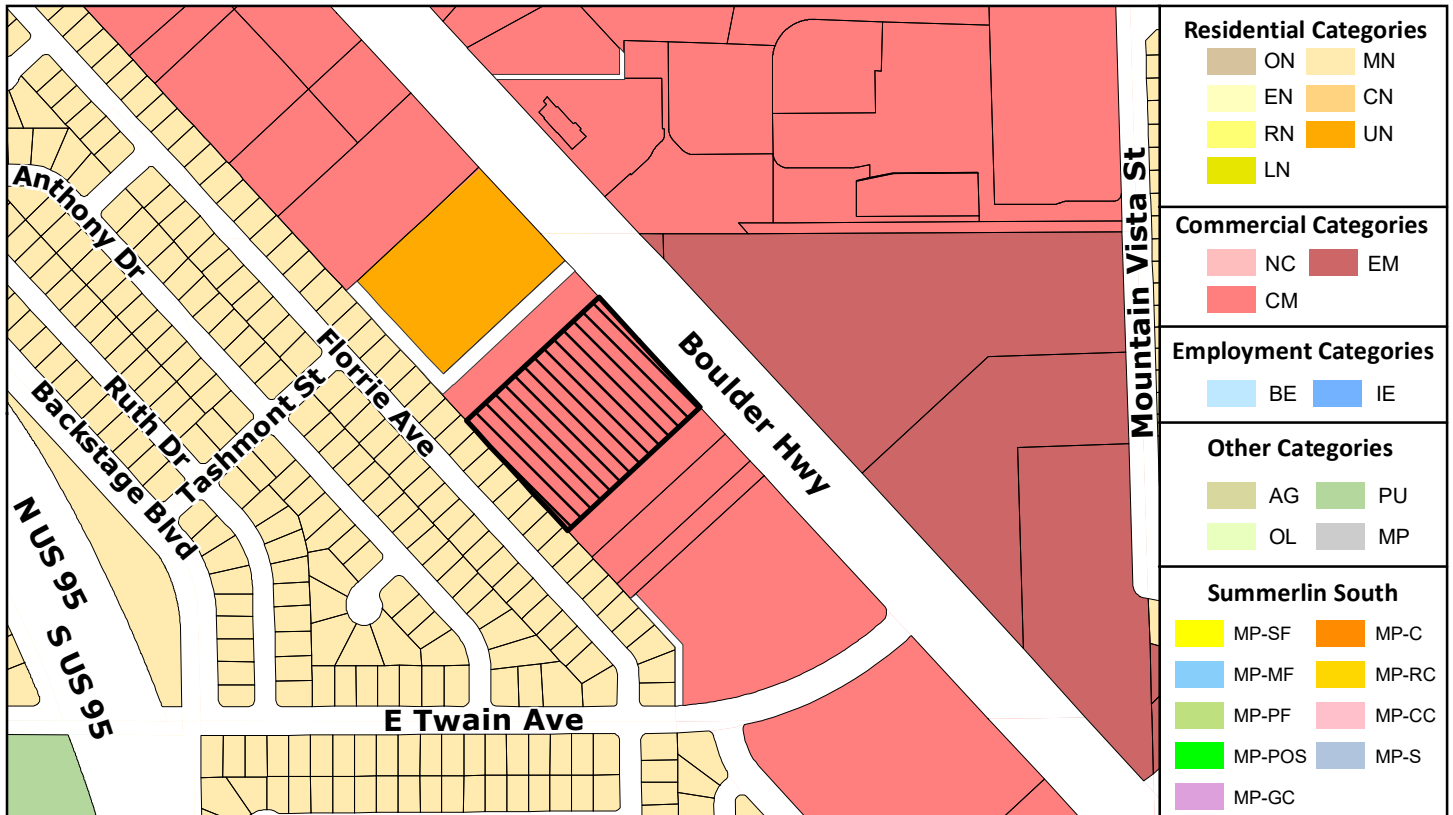 Anthony Dr
Florrie Ave
Ruth Dr
Tashmont St
Backstage Blvd
N US 95
S US 95
E Twain Ave
Boulder Hwy
Mountain Vista St
Residential Categories
ON MN
EN CN
RN UN
LN
Commercial Categories
NC EM
CM
Employment Categories
BE IE
Other Categories
AG PU
OL MP
Summerlin South
MP-SF MP-C
MP-MF MP-RC
MP-PF MP-CC
MP-POS MP-S
MP-GC